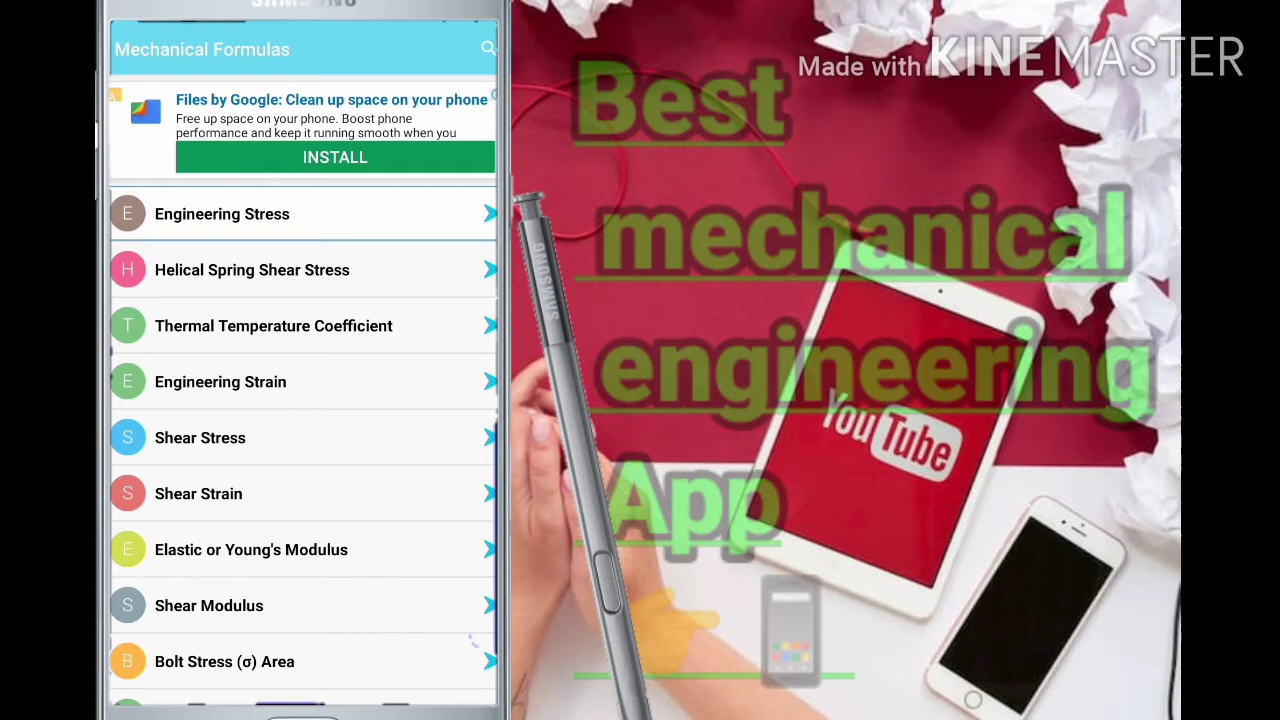 SAMSUNG
Mechanical Formulas
Files by Google: Clean up space on your phone
Free up space on your phone. Boost phone
performance and keep it running smooth when you
INSTALL
E Engineering Stress
H Helical Spring Shear Stress
T Thermal Temperature Coefficient
E Engineering Strain
S Shear Stress
S Shear Strain
E Elastic or Young's Modulus
S Shear Modulus
B Bolt Stress (σ) Area
Made with KINEMASTER
Best
mechanical
engineering
App
SAMSUNG
YouTube